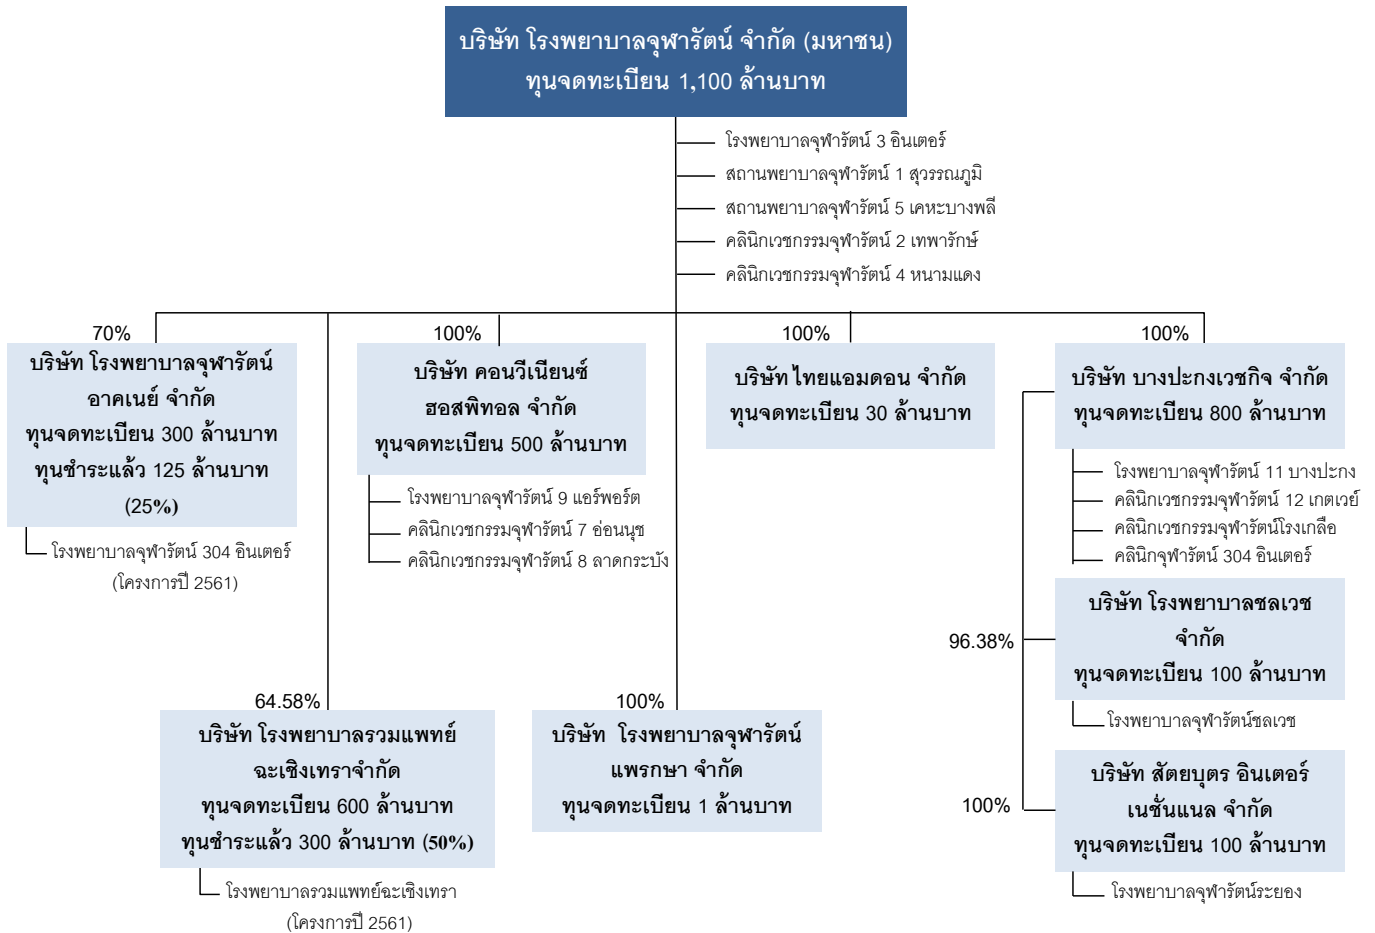 บริษัท โรงพยาบาลจุฬารัตน์ จำกัด (มหาชน)
ทุนจดทะเบียน 1,100 ล้านบาท
โรงพยาบาลจุฬารัตน์ 3 อินเตอร์
สถานพยาบาลจุฬารัตน์ 1 สุวรรณภูมิ
สถานพยาบาลจุฬารัตน์ 5 เคหะบางพลี
คลินิกเวชกรรมจุฬารัตน์ 2 เทพารักษ์
คลินิกเวชกรรมจุฬารัตน์ 4 หนามแดง
70%
บริษัท โรงพยาบาลจุฬารัตน์
อาคเนย์ จำกัด
ทุนจดทะเบียน 300 ล้านบาท
ทุนชำระแล้ว 125 ล้านบาท
(25%)
โรงพยาบาลจุฬารัตน์ 304 อินเตอร์
(โครงการปี 2561)
100%
บริษัท คอนวีเนียนซ์
ฮอสพิทอล จำกัด
ทุนจดทะเบียน 500 ล้านบาท
โรงพยาบาลจุฬารัตน์ 9 แอร์พอร์ต
คลินิกเวชกรรมจุฬารัตน์ 7 อ่อนนุช
คลินิกเวชกรรมจุฬารัตน์ 8 ลาดกระบัง
100%
บริษัท ไทยแอมดอน จำกัด
ทุนจดทะเบียน 30 ล้านบาท
100%
บริษัท บางปะกงเวชกิจ จำกัด
ทุนจดทะเบียน 800 ล้านบาท
โรงพยาบาลจุฬารัตน์ 11 บางปะกง
คลินิกเวชกรรมจุฬารัตน์ 12 เกตเวย์
คลินิกเวชกรรมจุฬารัตน์โรงเกลือ
คลินิกจุฬารัตน์ 304 อินเตอร์
96.38%
บริษัท โรงพยาบาลชลเวช
จำกัด
ทุนจดทะเบียน 100 ล้านบาท
โรงพยาบาลจุฬารัตน์ชลเวช
64.58%
บริษัท โรงพยาบาลรวมแพทย์
ฉะเชิงเทราจำกัด
ทุนจดทะเบียน 600 ล้านบาท
ทุนชำระแล้ว 300 ล้านบาท (50%)
โรงพยาบาลรวมแพทย์ฉะเชิงเทรา
(โครงการปี 2561)
100%
บริษัท โรงพยาบาลจุฬารัตน์
แพรกษา จำกัด
ทุนจดทะเบียน 1 ล้านบาท
100%
บริษัท สัตยบุตร อินเตอร์
เนชั่นแนล จำกัด
ทุนจดทะเบียน 100 ล้านบาท
โรงพยาบาลจุฬารัตน์ระยอง